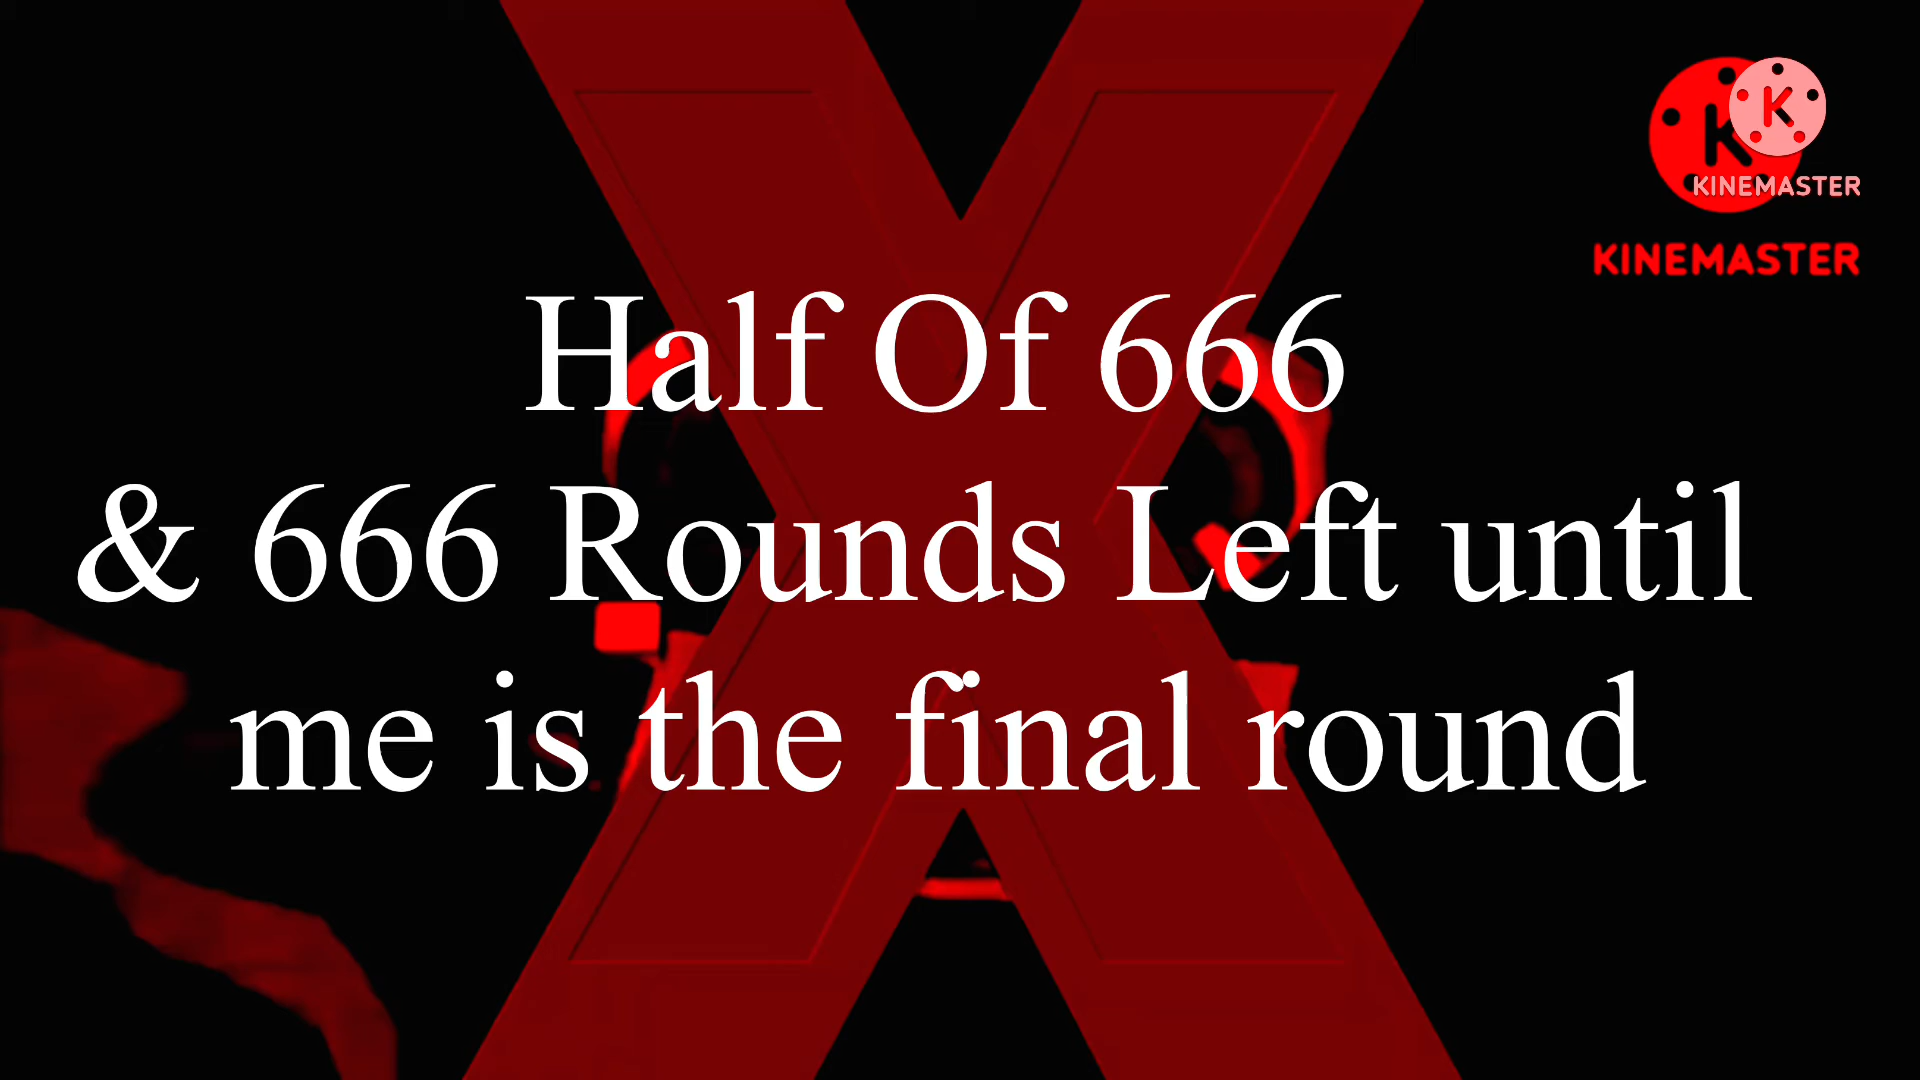 K
K
KINEMASTER
KINEMASTER
Half Of 666
& 666 Rounds Left until
me is the final round